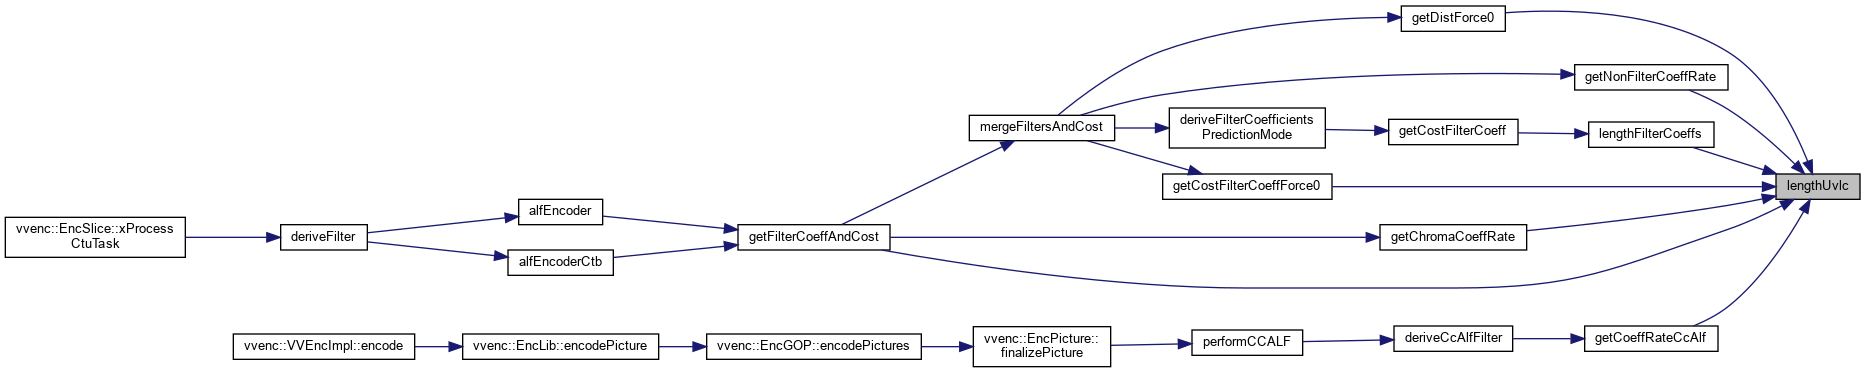 getDistForce0
getNonFilterCoeffRate
mergeFiltersAndCost
deriveFilterCoefficients
PredictionMode
getCostFilterCoeff
lengthFilterCoeffs
getCostFilterCoeffForce0
lengthUvlc
vvenc::EncSlice::xProcess
CtuTask
deriveFilter
alfEncoder
alfEncoderCtb
getFilterCoeffAndCost
getChromaCoeffRate
vvenc::VVEncImpl::encode
vvenc::EncLib::encodePicture
vvenc::EncGOP::encodePictures
vvenc::EncPicture::
finalizePicture
performCCALF
deriveCcAlfFilter
getCoeffRateCcAlf